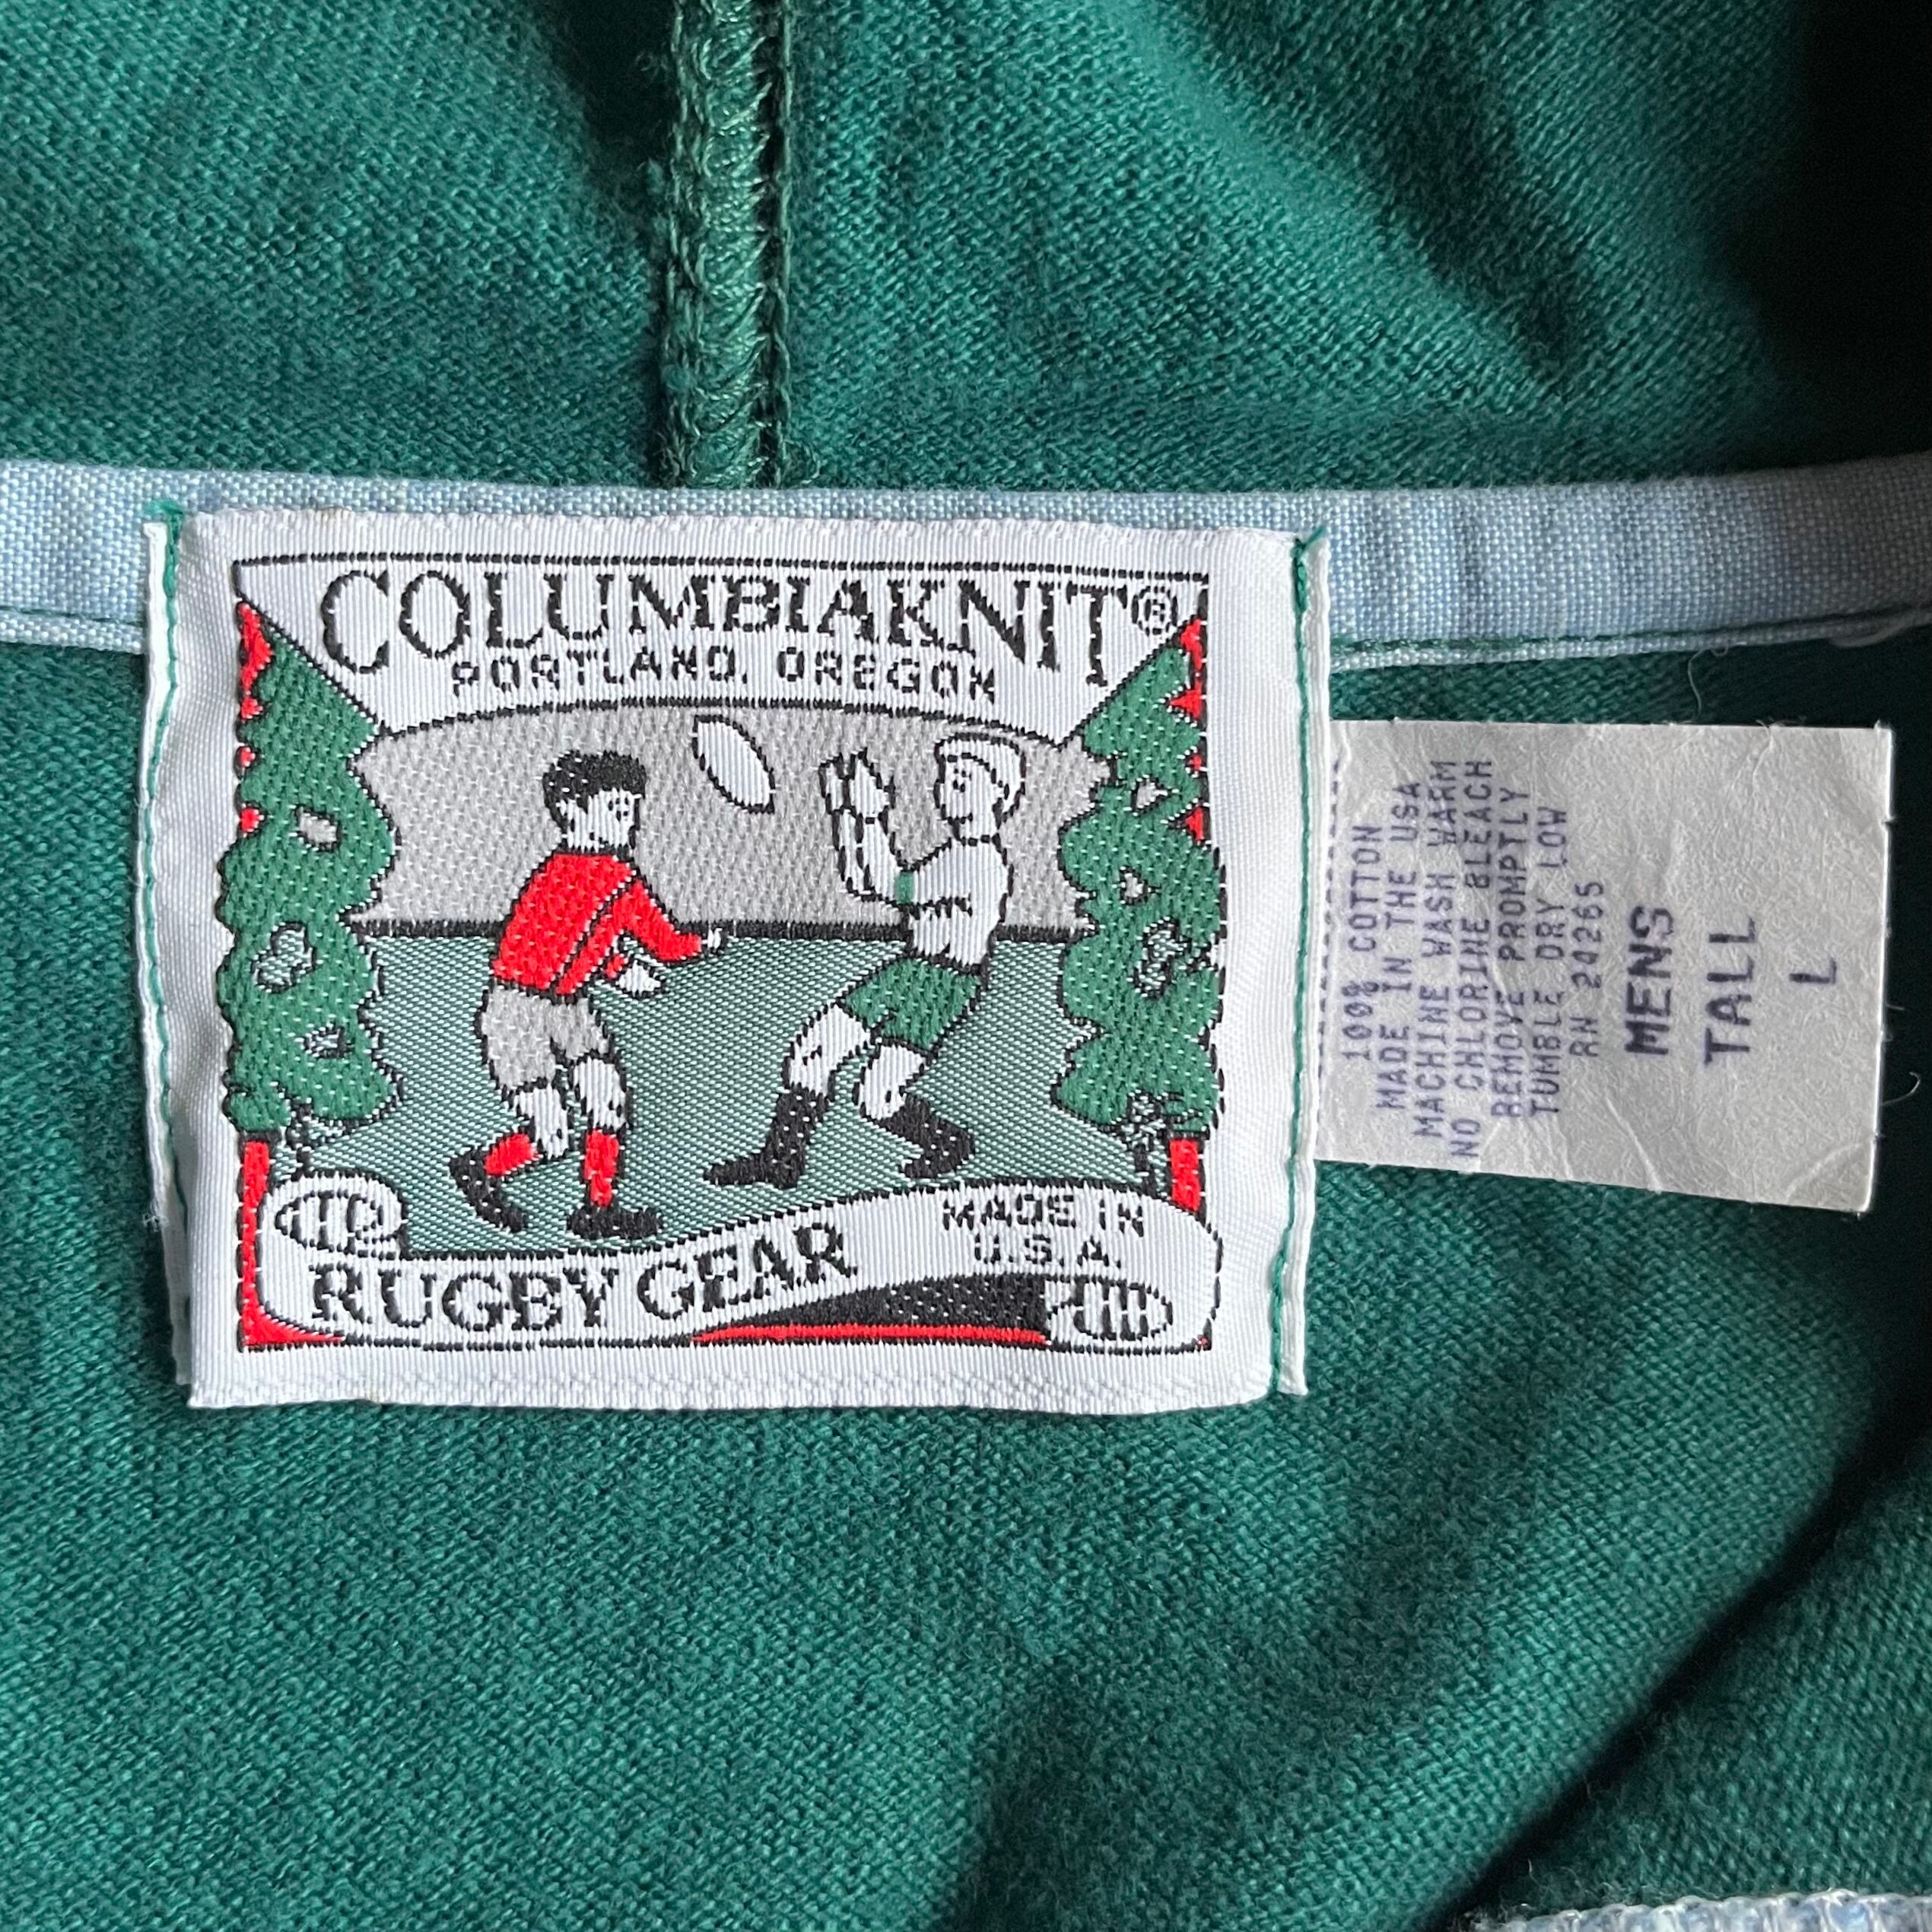 COLUMBIAKNIT®
PORTLAND, OREGON
RUGBY GEAR
MADE IN
U.S.A.
100% COTTON
MADE IN THE USA
MACHINE WASH WARM
NO CHLORINE BLEACH
REMOVE PROMPTLY
TUMBLE DRY LOW
RN 24265
MENS
TALL
L